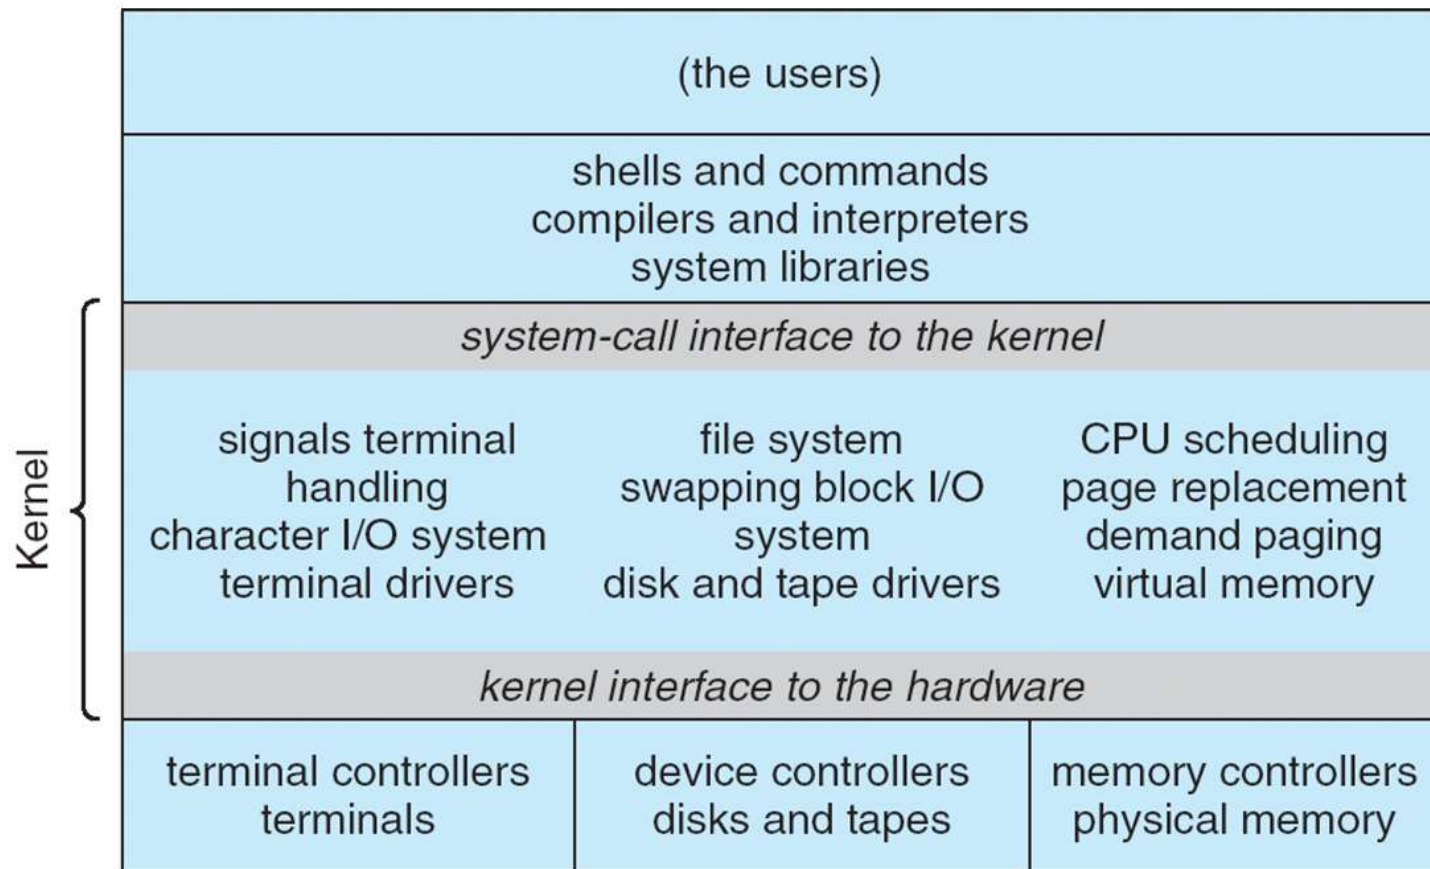 (the users)
shells and commands
compilers and interpreters
system libraries
Kernel
system-call interface to the kernel
signals terminal
handling
character I/O system
terminal drivers
file system
swapping block I/O
system
disk and tape drivers
CPU scheduling
page replacement
demand paging
virtual memory
kernel interface to the hardware
terminal controllers
terminals
device controllers
disks and tapes
memory controllers
physical memory